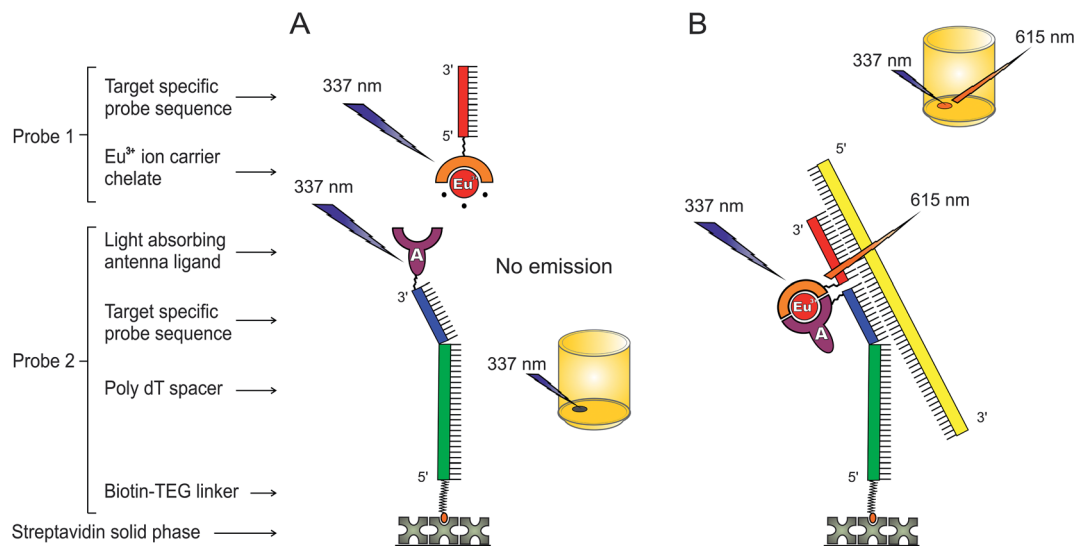 A
B
Probe 1
Target specific
probe sequence
Eu³⁺ ion carrier
chelate
Probe 2
Light absorbing
antenna ligand
Target specific
probe sequence
Poly dT spacer
Biotin-TEG linker
Streptavidin solid phase
337 nm
3'
5'
Eu³⁺
337 nm
A
3'
5'
No emission
337 nm
337 nm
615 nm
5'
337 nm
615 nm
3'
Eu³⁺
A
3'
5'